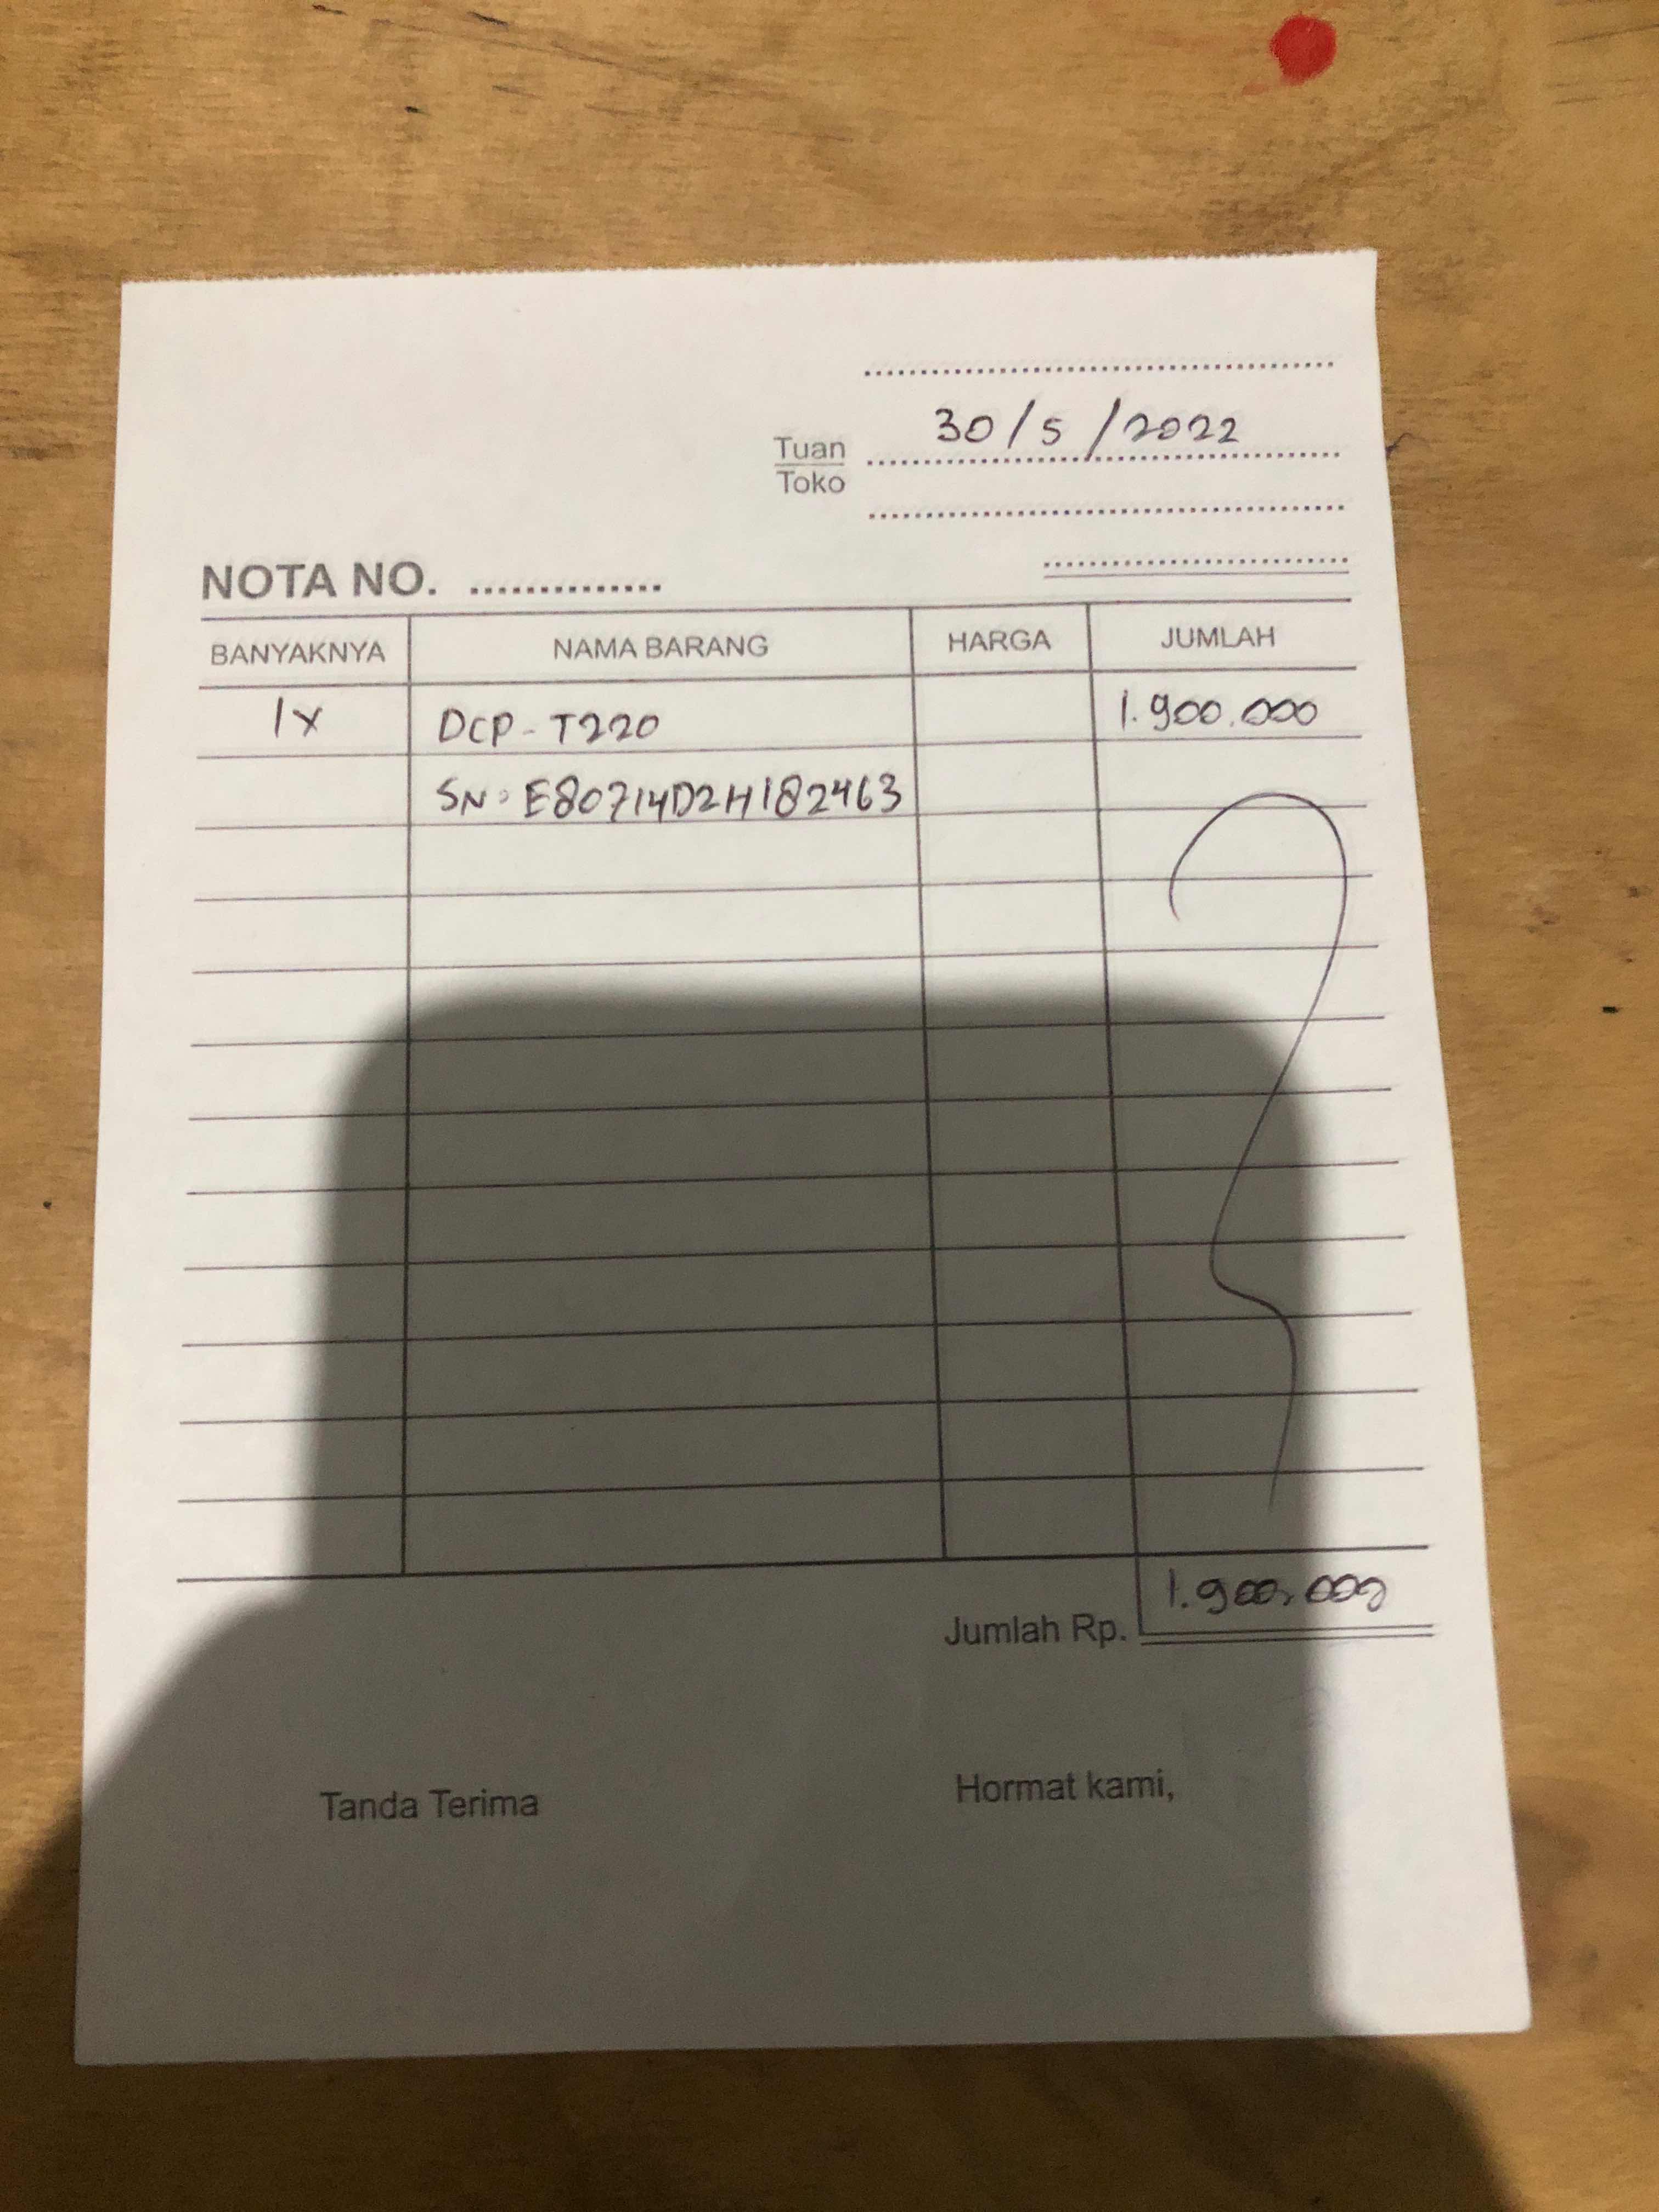 30/5/2022
Tuan
Toko
NOTA NO. ..............
BANYAKNYA NAMA BARANG HARGA JUMLAH
1x DCP - T220 1.900.000
SN: E80714D2H182463
Jumlah Rp. 1.900.000
Tanda Terima Hormat kami,